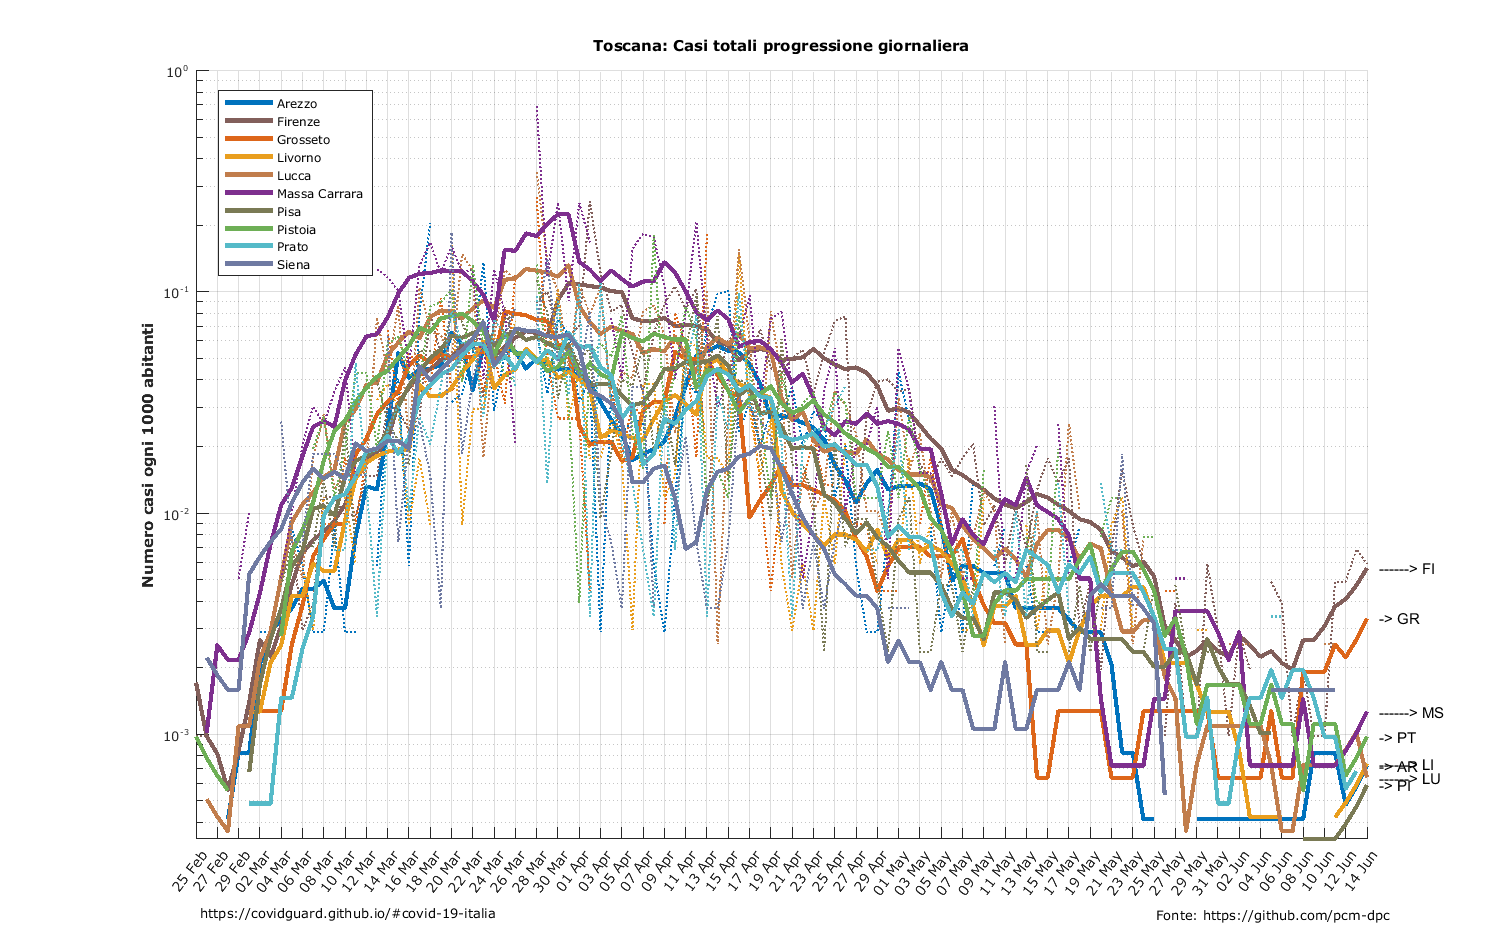 Toscana: Casi totali progressione giornaliera
Numero casi ogni 1000 abitanti
10⁰
10⁻¹
10⁻²
10⁻³
Arezzo
Firenze
Grosseto
Livorno
Lucca
Massa Carrara
Pisa
Pistoia
Prato
Siena
------> FI
-> GR
------> MS
-> PT
------> LI
-> AR
------> LU
-> PI
25 Feb
27 Feb
29 Feb
02 Mar
04 Mar
06 Mar
08 Mar
10 Mar
12 Mar
14 Mar
16 Mar
18 Mar
20 Mar
22 Mar
24 Mar
26 Mar
28 Mar
30 Mar
01 Apr
03 Apr
05 Apr
07 Apr
09 Apr
11 Apr
13 Apr
15 Apr
17 Apr
19 Apr
21 Apr
23 Apr
25 Apr
27 Apr
29 Apr
01 May
03 May
05 May
07 May
09 May
11 May
13 May
15 May
17 May
19 May
21 May
23 May
25 May
27 May
29 May
31 May
02 Jun
04 Jun
06 Jun
08 Jun
10 Jun
12 Jun
14 Jun
https://covidguard.github.io/#covid-19-italia
Fonte: https://github.com/pcm-dpc